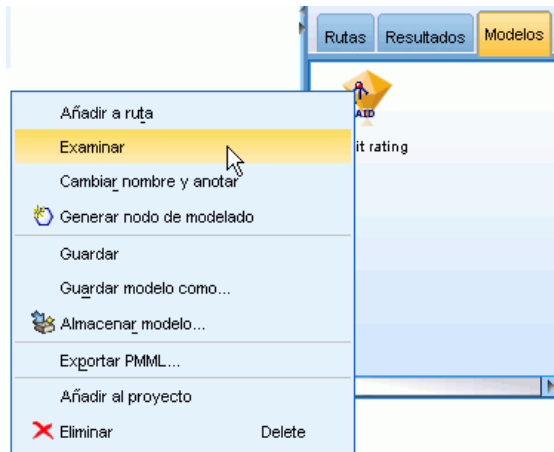 Rutas Resultados Modelos
AID
it rating
Añadir a ruta
Examinar
Cambiar nombre y anotar
Generar nodo de modelado
Guardar
Guardar modelo como...
Almacenar modelo...
Exportar PMML...
Añadir al proyecto
Eliminar Delete